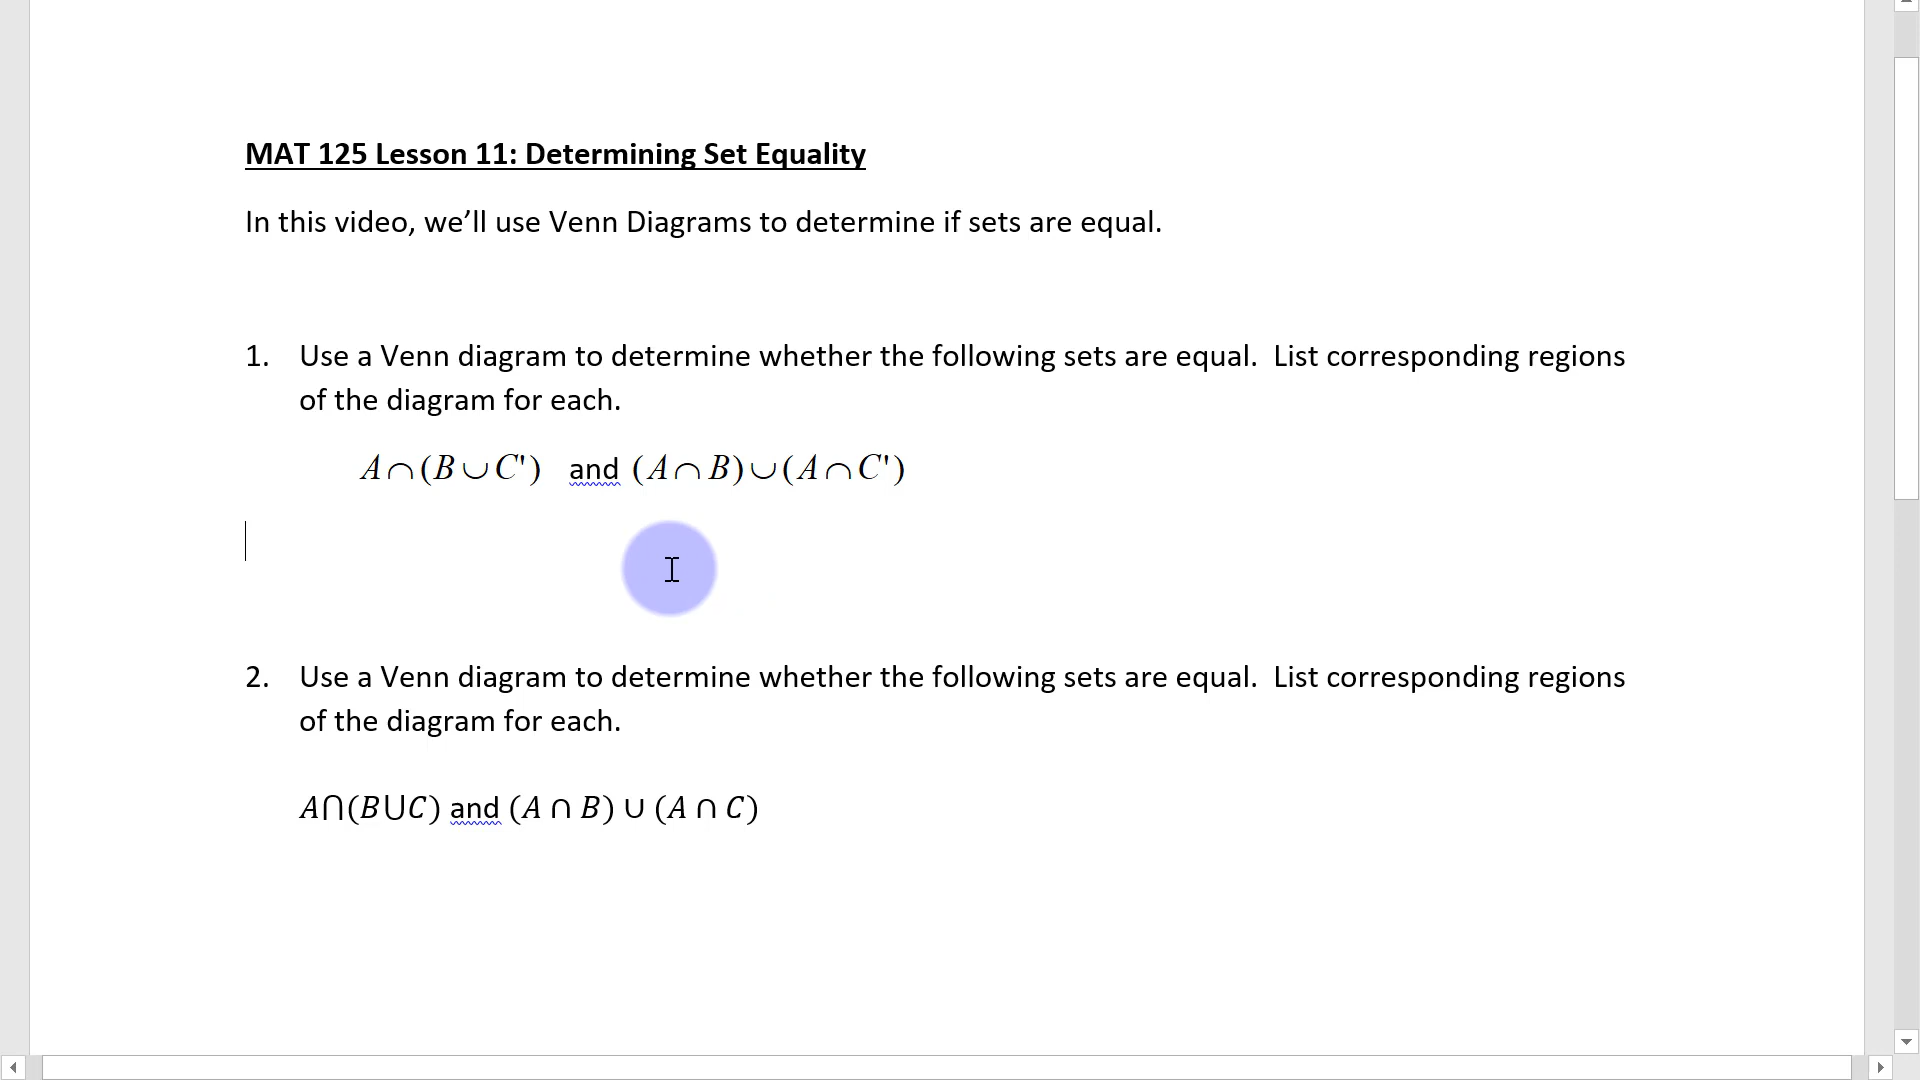 MAT 125 Lesson 11: Determining Set Equality
In this video, we’ll use Venn Diagrams to determine if sets are equal.
1. Use a Venn diagram to determine whether the following sets are equal. List corresponding regions
of the diagram for each.
A∩(B∪C') and (A∩B)∪(A∩C')
2. Use a Venn diagram to determine whether the following sets are equal. List corresponding regions
of the diagram for each.
A⋂(B⋃C) and (A ∩ B) ∪ (A ∩ C)